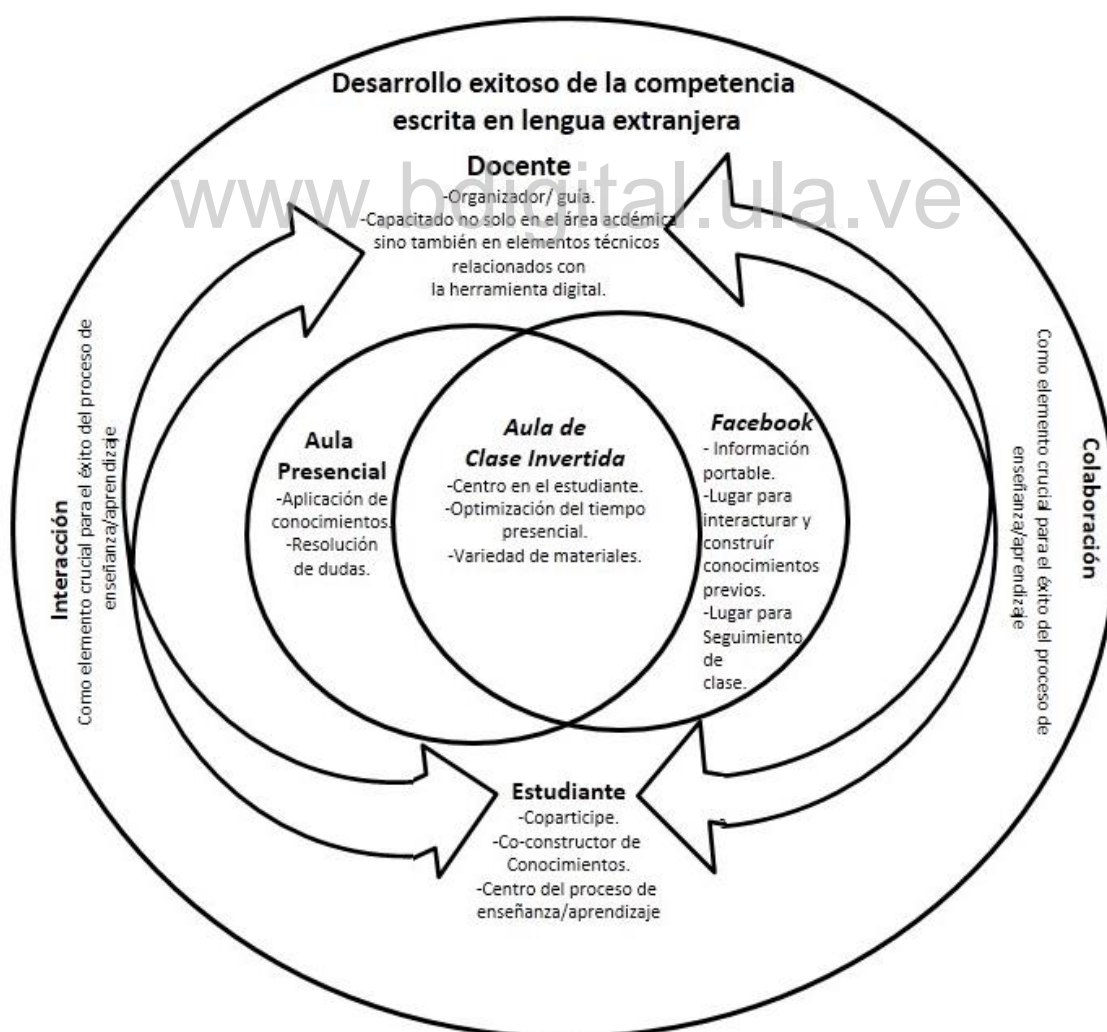 Desarrollo exitoso de la competencia
escrita en lengua extranjera
www.bdigital.ula.ve
Docente
-Organizador/ guía.
-Capacitado no solo en el área acdémica
sino también en elementos técnicos
relacionados con
la herramienta digital.
Interacción
Como elemento crucial para el éxito del proceso de
enseñanza/aprendizaje
Aula
Presencial
-Aplicación de
conocimientos.
-Resolución
de dudas.
Aula de
Clase Invertida
-Centro en el estudiante.
-Optimización del tiempo
presencial.
-Variedad de materiales.
Facebook
- Información
portable.
-Lugar para
interacturar y
construír
conocimientos
previos.
-Lugar para
Seguimiento
de
clase.
Colaboración
Como elemento crucial para el éxito del proceso de
enseñanza/aprendizaje
Estudiante
-Coparticipe.
-Co-constructor de
Conocimientos.
-Centro del proceso de
enseñanza/aprendizaje